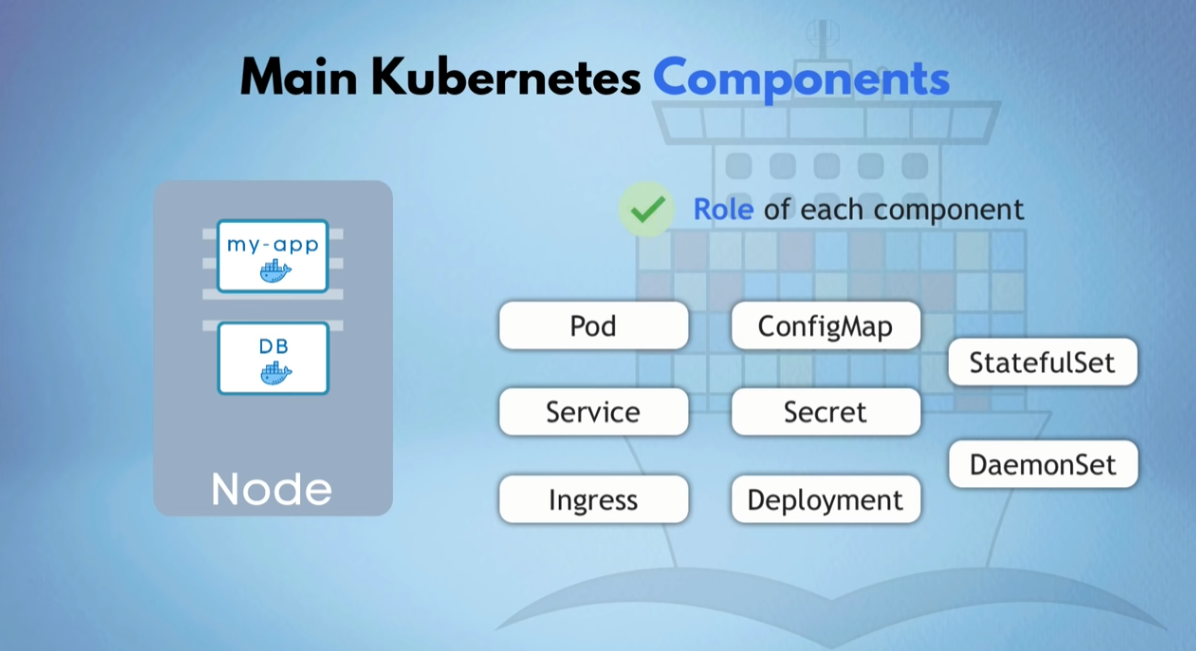 Main Kubernetes Components
my-app
DB
Node
Role of each component
Pod
Service
Ingress
ConfigMap
Secret
Deployment
StatefulSet
DaemonSet